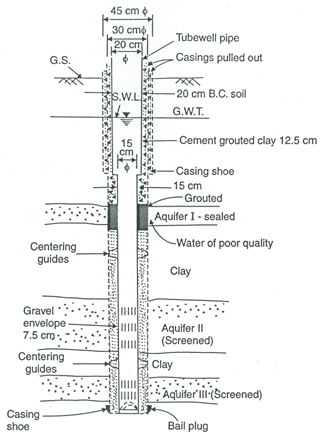 45 cm ϕ
30 cmϕ
20 cm
ϕ
Tubewell pipe
Casings pulled out
G.S.
20 cm B.C. soil
S.W.L.
G.W.T.
Cement grouted clay 12.5 cm
15
cm
ϕ
Casing shoe
15 cm
Grouted
Aquifer I - sealed
Water of poor quality
Centering
guides
Clay
Gravel
envelope
7.5 cm
Aquifer II
(Screened)
Centering
guides
Clay
Aquifer III (Screened)
Casing
shoe
Bail plug